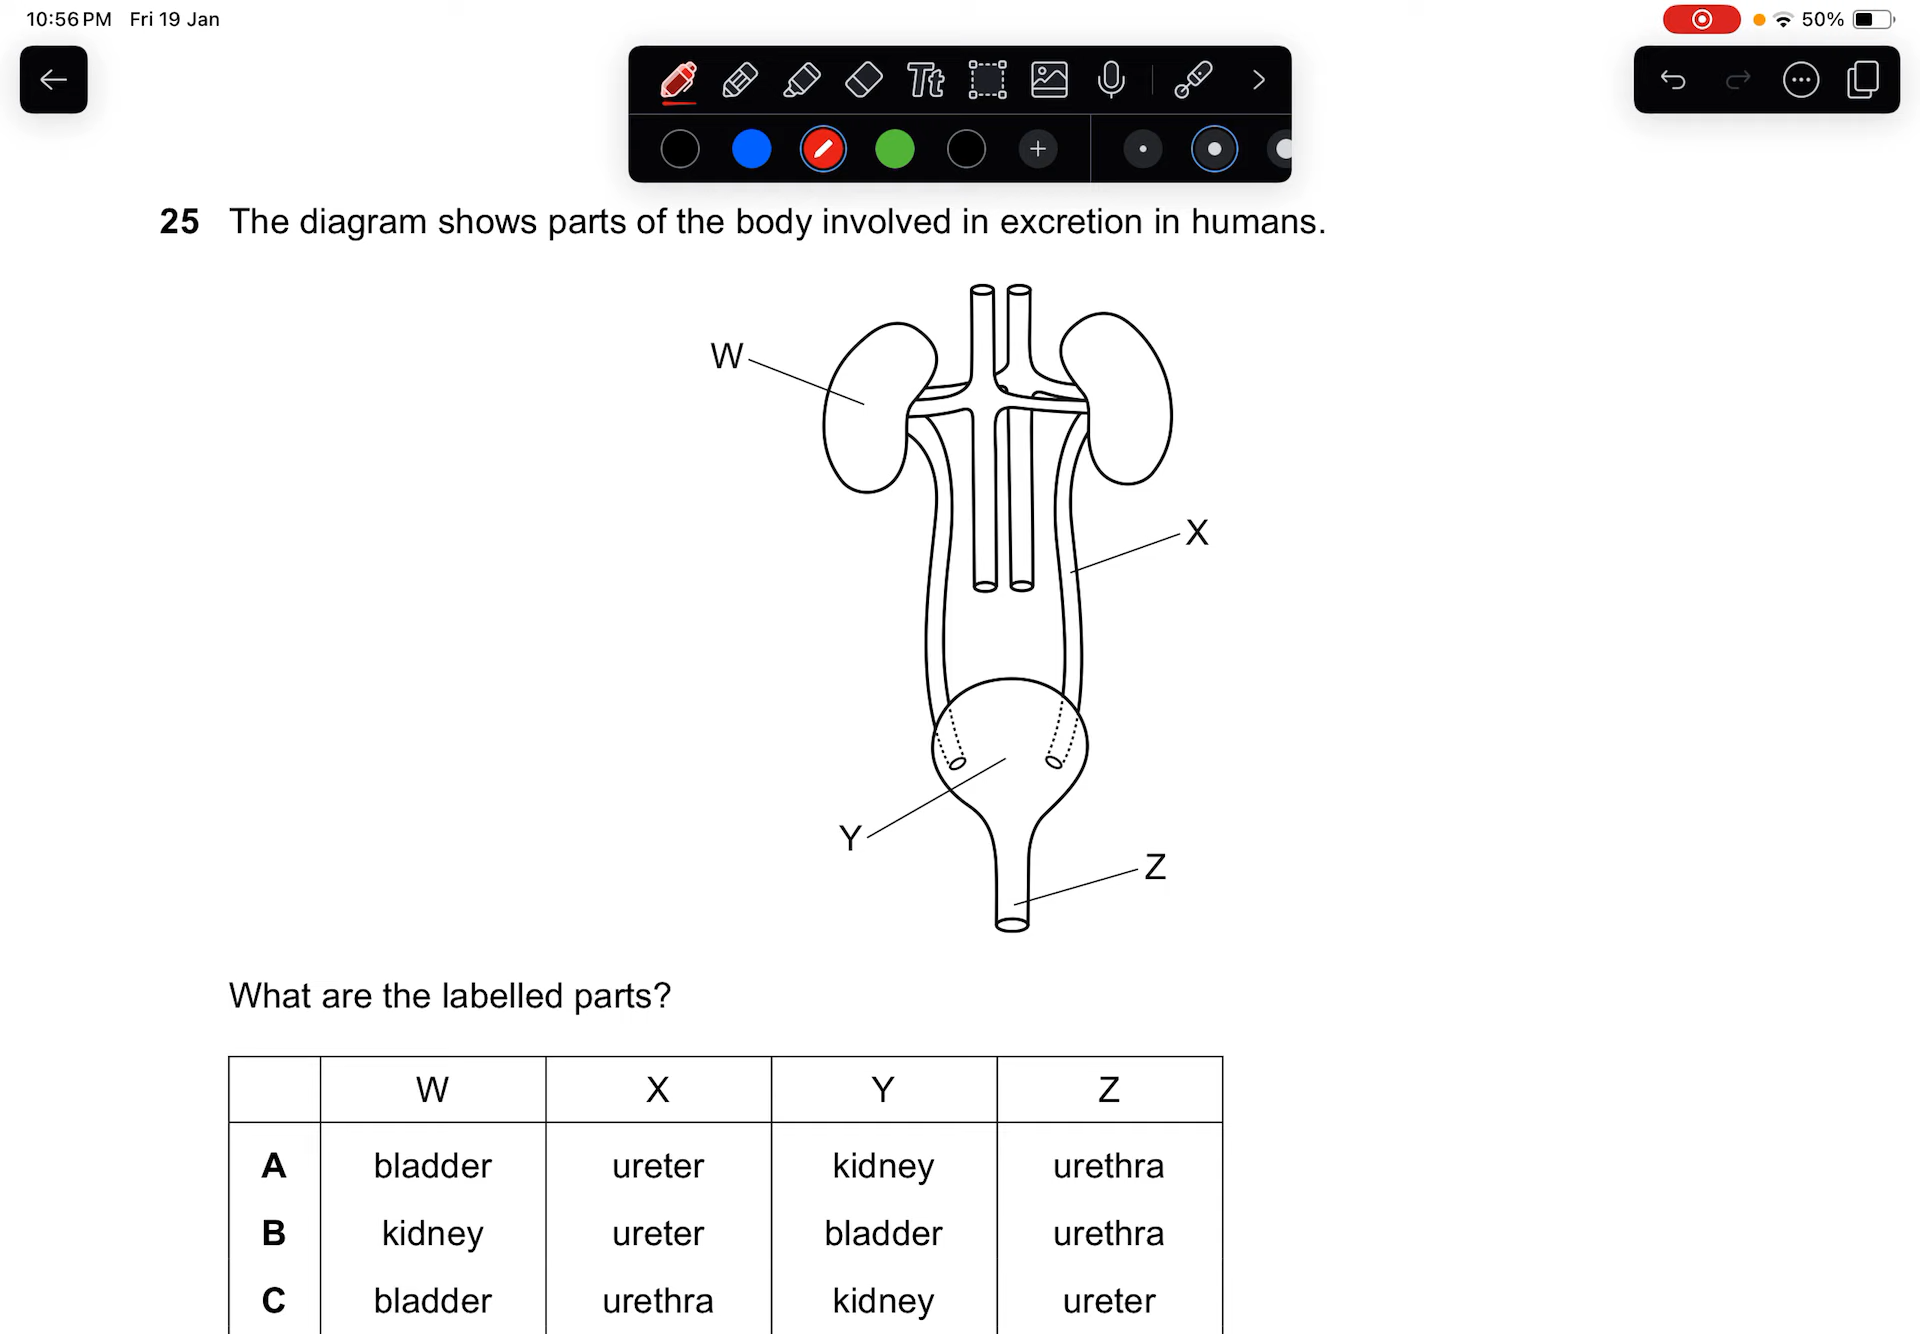 10:56 PM Fri 19 Jan
50%
Tt
25 The diagram shows parts of the body involved in excretion in humans.
W
X
Y
Z
What are the labelled parts?
W X Y Z
A bladder ureter kidney urethra
B kidney ureter bladder urethra
C bladder urethra kidney ureter